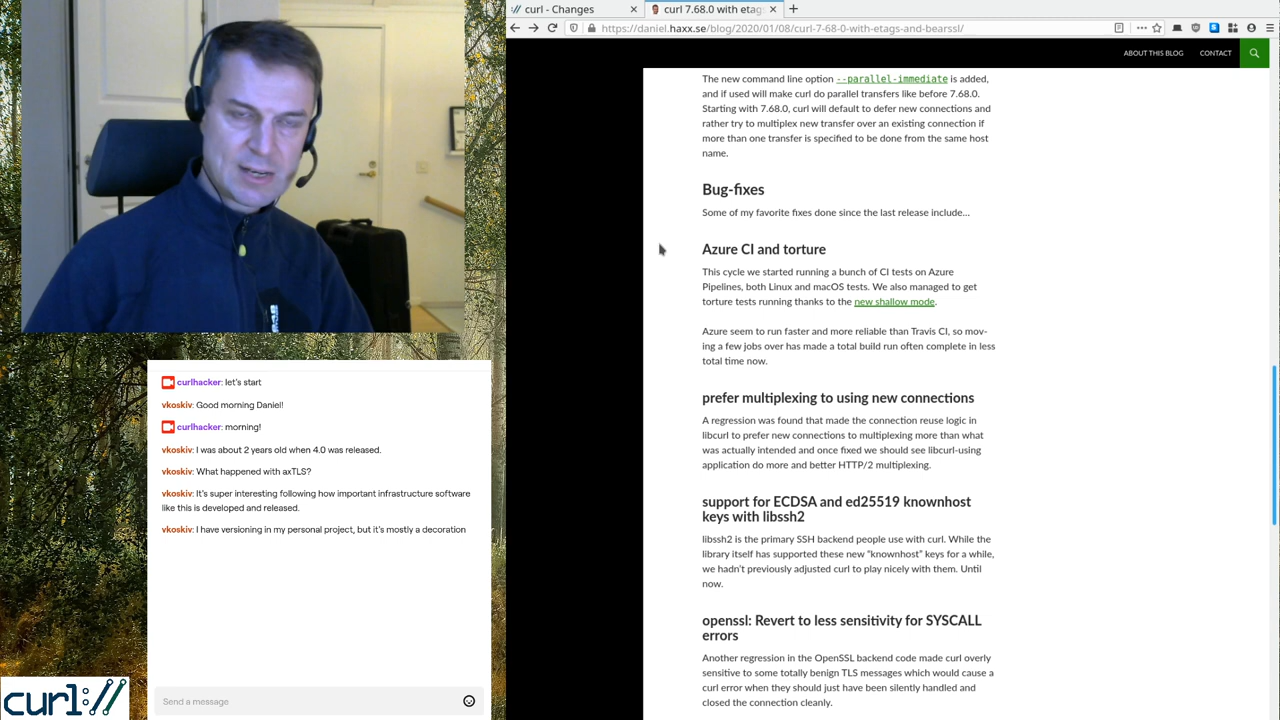 curl - Changes
curl 7.68.0 with etags
https://daniel.haxx.se/blog/2020/01/08/curl-7-68-0-with-etags-and-bearssl/
ABOUT THIS BLOG
CONTACT
The new command line option --parallel-immediate is added,
and if used will make curl do parallel transfers like before 7.68.0.
Starting with 7.68.0, curl will default to defer new connections and
rather try to multiplex new transfer over an existing connection if
more than one transfer is specified to be done from the same host
name.
Bug-fixes
Some of my favorite fixes done since the last release include…
Azure CI and torture
This cycle we started running a bunch of CI tests on Azure
Pipelines, both Linux and macOS tests. We also managed to get
torture tests running thanks to the new shallow mode.
Azure seem to run faster and more reliable than Travis CI, so mov-
ing a few jobs over has made a total build run often complete in less
total time now.
prefer multiplexing to using new connections
A regression was found that made the connection reuse logic in
libcurl to prefer new connections to multiplexing more than what
was actually intended and once fixed we should see libcurl-using
application do more and better HTTP/2 multiplexing.
support for ECDSA and ed25519 knownhost
keys with libssh2
libssh2 is the primary SSH backend people use with curl. While the
library itself has supported these new "knownhost" keys for a while,
we hadn't previously adjusted curl to play nicely with them. Until
now.
openssl: Revert to less sensitivity for SYSCALL
errors
Another regression in the OpenSSL backend code made curl overly
sensitive to some totally benign TLS messages which would cause a
curl error when they should just have been silently handled and
closed the connection cleanly.
curlhacker: let's start
vkoskiv: Good morning Daniel!
curlhacker: morning!
vkoskiv: I was about 2 years old when 4.0 was released.
vkoskiv: What happened with axTLS?
vkoskiv: It's super interesting following how important infrastructure software
like this is developed and released.
vkoskiv: I have versioning in my personal project, but it's mostly a decoration
Send a message
curl://